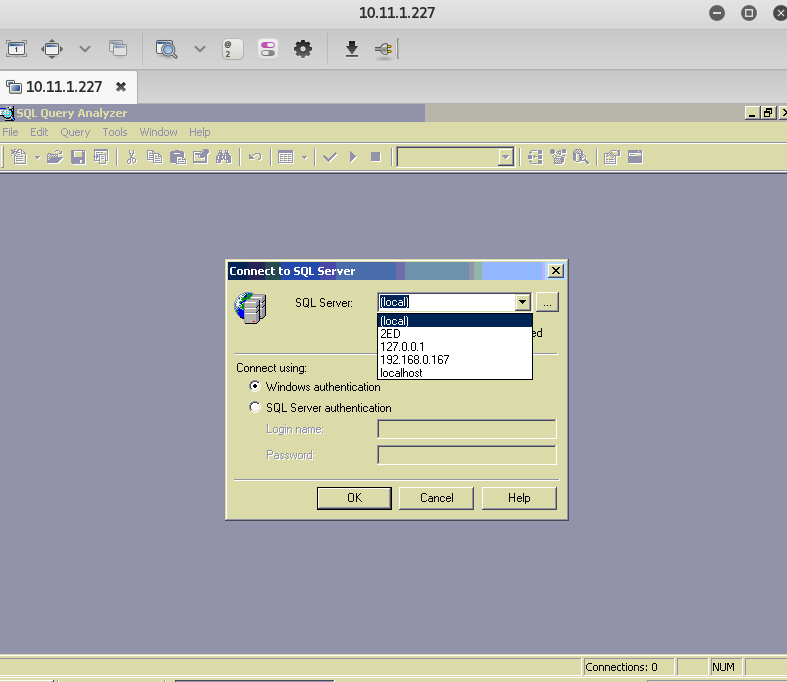 10.11.1.227
1
2
10.11.1.227
SQL Query Analyzer
File Edit Query Tools Window Help
Connect to SQL Server
SQL Server: (local)
...
(local)
2ED
127.0.0.1
192.168.0.167
localhost
ed
Connect using:
Windows authentication
SQL Server authentication
Login name:
Password:
OK Cancel Help
Connections: 0 NUM